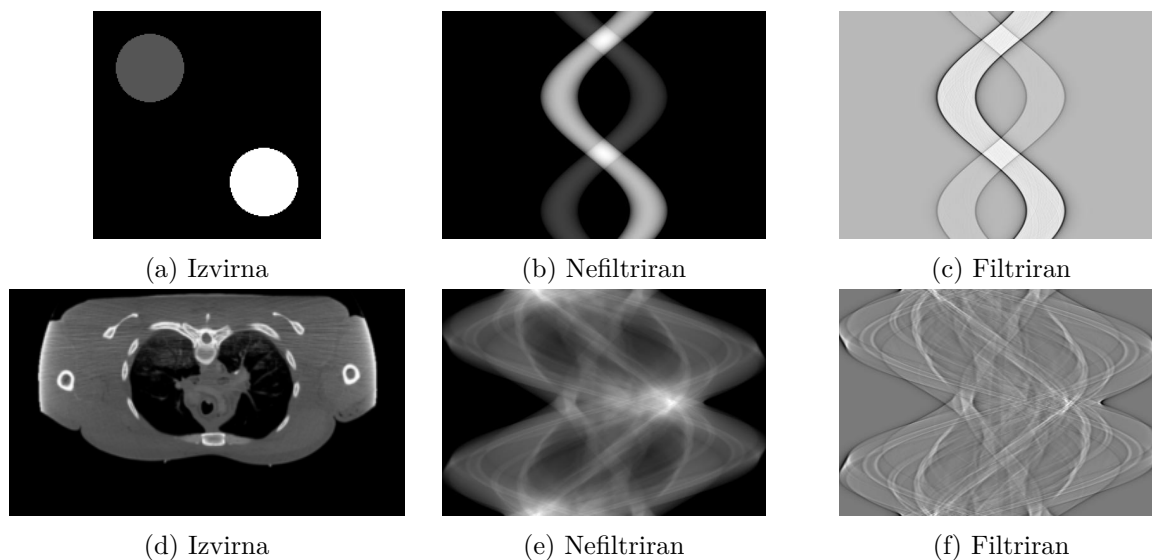 (a) Izvirna
(b) Nefiltriran
(c) Filtriran
(d) Izvirna
(e) Nefiltriran
(f) Filtriran